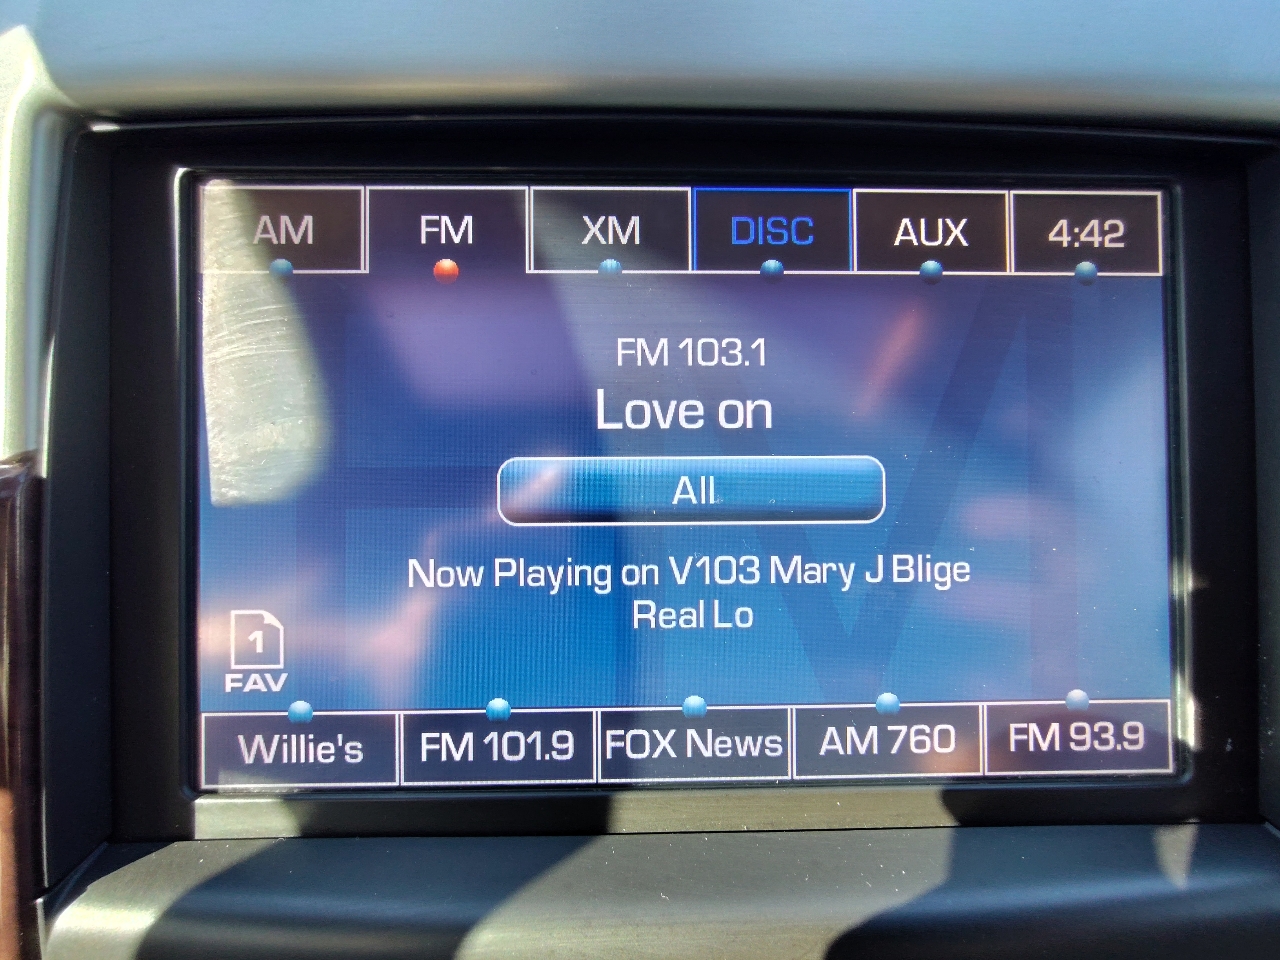 AM FM XM DISC AUX 4:42
FM 103.1
Love on
All
Now Playing on V103 Mary J Blige
Real Lo
1
FAV
Willie's FM 101.9 FOX News AM 760 FM 93.9